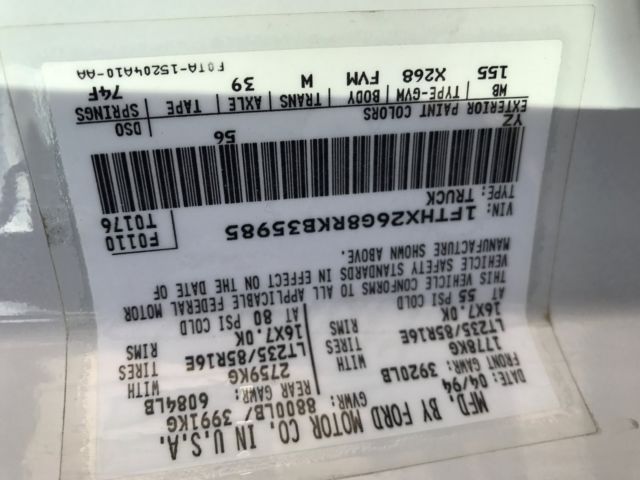 MFD. BY FORD MOTOR CO. IN U.S.A.
DATE: 04/94 GVWR: 8800LB/ 3991KG
FRONT GAWR: 3920LB REAR GAWR: 6084LB
1778KG WITH 2759KG WITH
LT235/85R16E TIRES LT235/85R16E TIRES
16X7.0K RIMS 16X7.0K RIMS
AT 55 PSI COLD AT 80 PSI COLD
THIS VEHICLE CONFORMS TO ALL APPLICABLE FEDERAL MOTOR
VEHICLE SAFETY STANDARDS IN EFFECT ON THE DATE OF
MANUFACTURE SHOWN ABOVE.
VIN: 1FTHX26G8RKB35985 F0110
TYPE: TRUCK T0176
YZ 56
EXTERIOR PAINT COLORS DSO
WB TYPE-GVM BODY TRANS AXLE TAPE SPRINGS
155 X268 FVM W 39 74F
F0TA-15204A10-AA